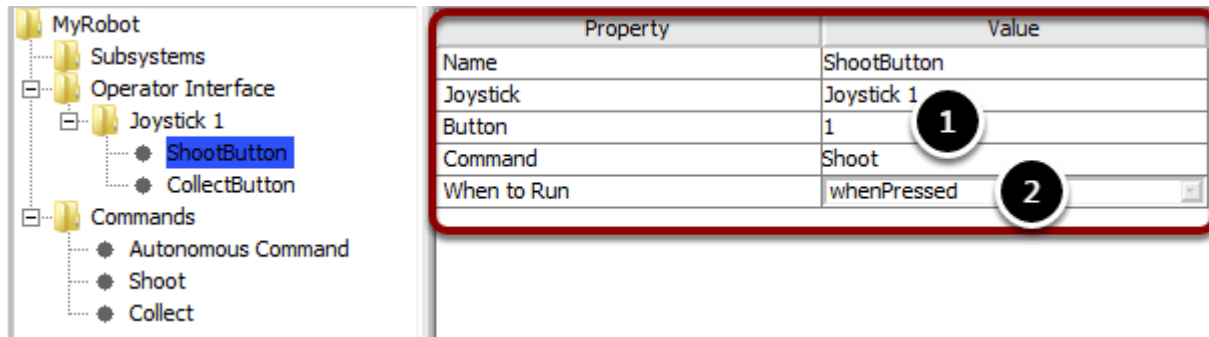 MyRobot
Subsystems
Operator Interface
Joystick 1
ShootButton
CollectButton
Commands
Autonomous Command
Shoot
Collect
Property Value
Name ShootButton
Joystick Joystick 1
Button 1
Command Shoot
When to Run whenPressed
1
2